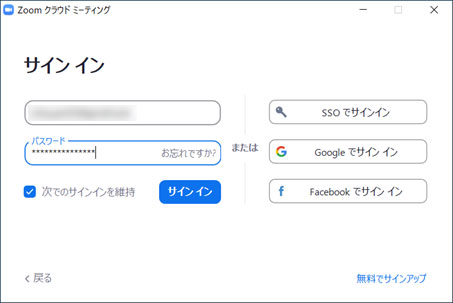 Zoom クラウド ミーティング
サイン イン
パスワード
***************
お忘れですか?
次でのサインインを維持
サイン イン
または
SSO でサインイン
Google でサイン イン
Facebook でサイン イン
戻る
無料でサインアップ